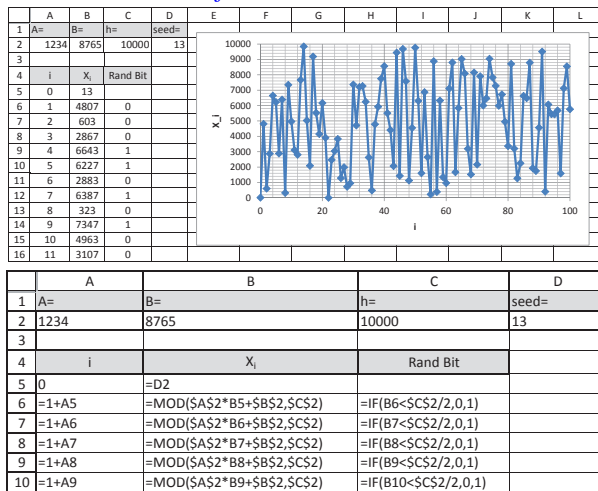 A B C D E F G H I J K L
1 A= B= h= seed=
2 1234 8765 10000 13
3
4 i Xi Rand Bit
5 0 13
6 1 4807 0
7 2 603 0
8 3 2867 0
9 4 6643 1
10 5 6227 1
11 6 2883 0
12 7 6387 1
13 8 323 0
14 9 7347 1
15 10 4963 0
16 11 3107 0
10000
9000
8000
7000
6000
5000
4000
3000
2000
1000
0
X_i
0 20 40 60 80 100
i
A B C D
1 A= B= h= seed=
2 1234 8765 10000 13
3
4 i Xi Rand Bit
5 0 =D2
6 =1+A5 =MOD($A$2*B5+$B$2,$C$2) =IF(B6<$C$2/2,0,1)
7 =1+A6 =MOD($A$2*B6+$B$2,$C$2) =IF(B7<$C$2/2,0,1)
8 =1+A7 =MOD($A$2*B7+$B$2,$C$2) =IF(B8<$C$2/2,0,1)
9 =1+A8 =MOD($A$2*B8+$B$2,$C$2) =IF(B9<$C$2/2,0,1)
10 =1+A9 =MOD($A$2*B9+$B$2,$C$2) =IF(B10<$C$2/2,0,1)